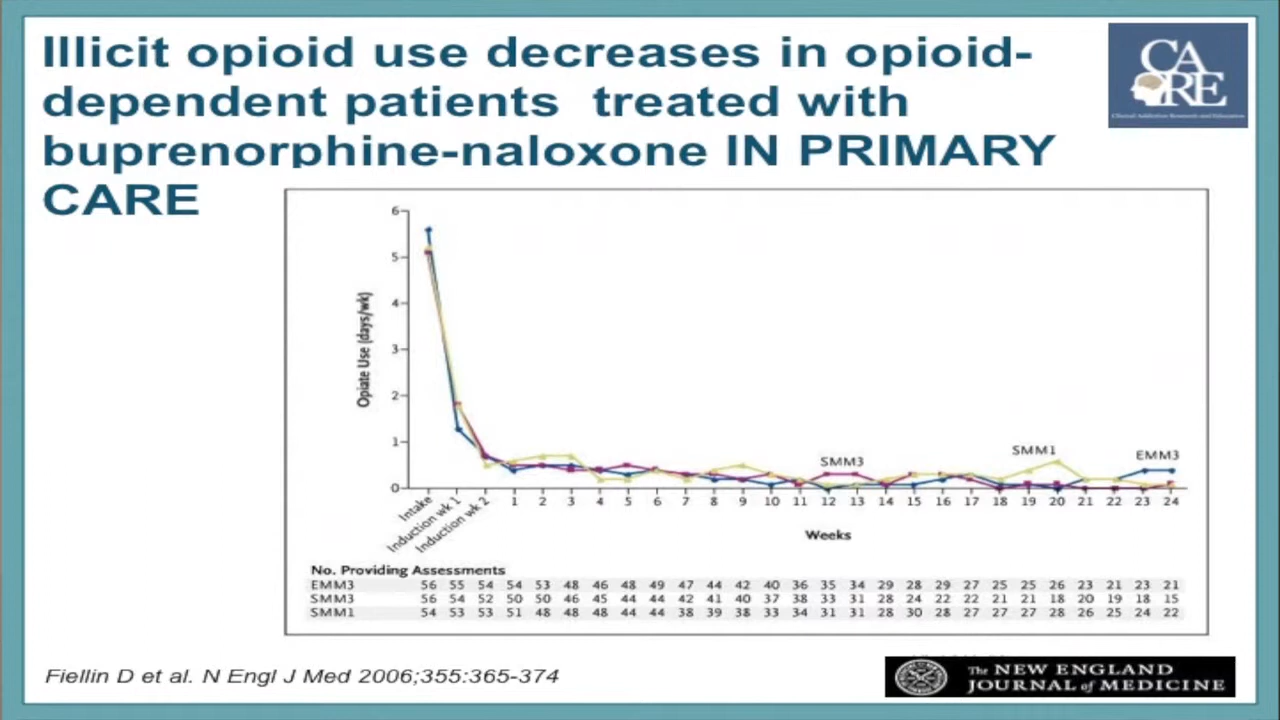 Illicit opioid use decreases in opioid-
dependent patients treated with
buprenorphine-naloxone IN PRIMARY
CARE
CA
RE
Clinical Addiction Research and Education
6
5
4
3
2
1
0
Opiate Use (days/wk)
SMM3
SMM1
EMM3
Intake
Induction wk 1
Induction wk 2
1 2 3 4 5 6 7 8 9 10 11 12 13 14 15 16 17 18 19 20 21 22 23 24
Weeks
No. Providing Assessments
EMM3 56 55 54 54 53 48 46 48 49 47 44 42 40 36 35 34 29 28 29 27 25 25 26 23 21 23 21
SMM3 56 54 52 50 50 46 45 44 44 42 41 40 37 38 33 31 28 24 22 22 21 21 18 20 19 18 15
SMM1 54 53 53 51 48 48 48 44 44 38 39 38 33 34 31 31 28 30 28 27 27 27 28 26 25 24 22
Fiellin D et al. N Engl J Med 2006;355:365-374
The NEW ENGLAND
JOURNAL of MEDICINE